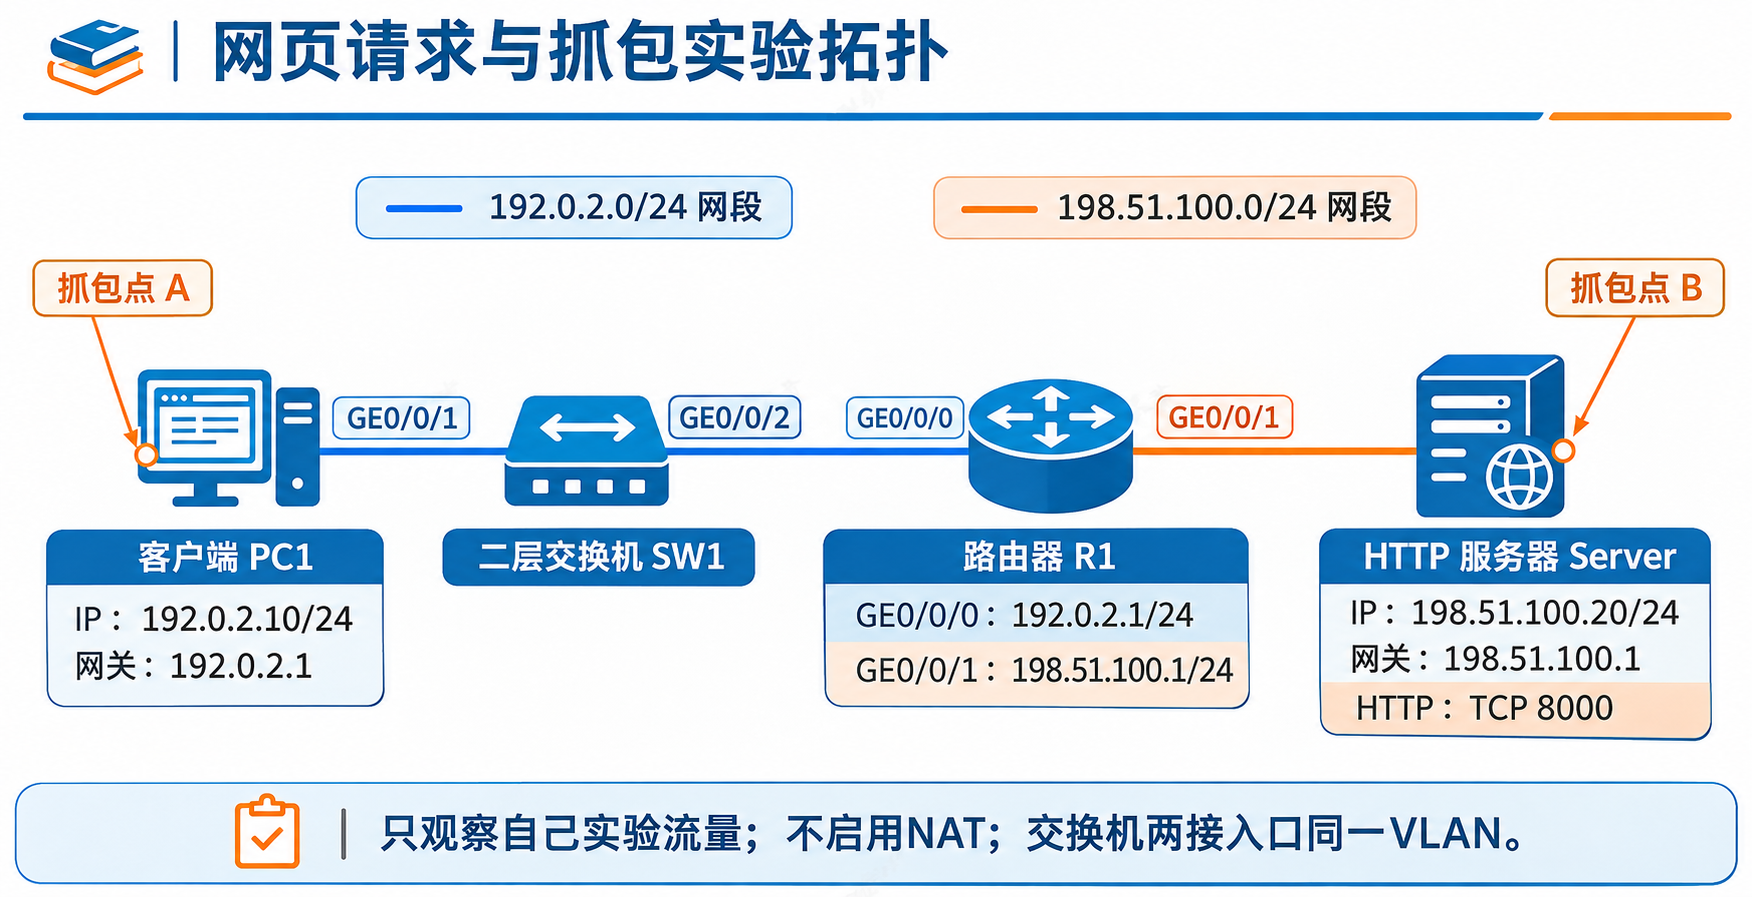 网页请求与抓包实验拓扑
192.0.2.0/24 网段
198.51.100.0/24 网段
抓包点 A
抓包点 B
GE0/0/1
GE0/0/2
GE0/0/0
GE0/0/1
客户端 PC1
IP：192.0.2.10/24
网关：192.0.2.1
二层交换机 SW1
路由器 R1
GE0/0/0：192.0.2.1/24
GE0/0/1：198.51.100.1/24
HTTP 服务器 Server
IP：198.51.100.20/24
网关：198.51.100.1
HTTP：TCP 8000
只观察自己实验流量；不启用NAT；交换机两接入口同一VLAN。